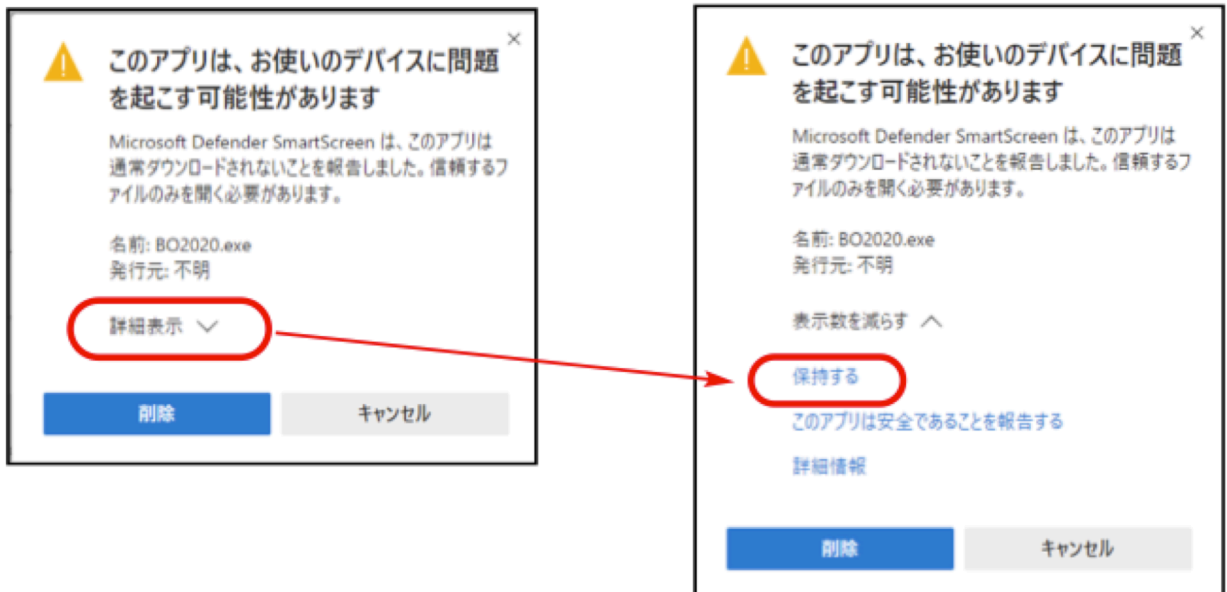 このアプリは、お使いのデバイスに問題
を起こす可能性があります
Microsoft Defender SmartScreen は、このアプリは
通常ダウンロードされないことを報告しました。信頼するフ
ァイルのみを開く必要があります。
名前: BO2020.exe
発行元: 不明
詳細表示
削除
キャンセル
このアプリは、お使いのデバイスに問題
を起こす可能性があります
Microsoft Defender SmartScreen は、このアプリは
通常ダウンロードされないことを報告しました。信頼するフ
ァイルのみを開く必要があります。
名前: BO2020.exe
発行元: 不明
表示数を減らす
保持する
このアプリは安全であることを報告する
詳細情報
削除
キャンセル